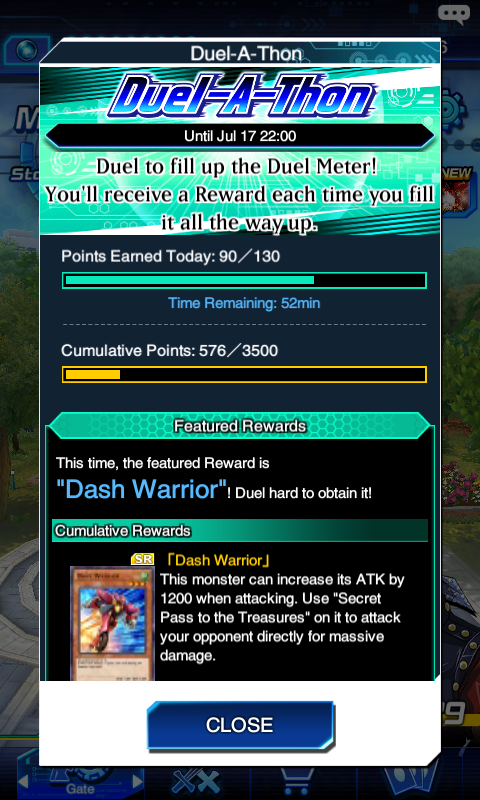 Duel-A-Thon
Duel-A-Thon
Until Jul 17 22:00
Duel to fill up the Duel Meter!
You'll receive a Reward each time you fill
it all the way up.
NEW
Points Earned Today: 90／130
Time Remaining: 52min
Cumulative Points: 576／3500
Featured Rewards
This time, the featured Reward is
"Dash Warrior"! Duel hard to obtain it!
Cumulative Rewards
SR
「Dash Warrior」
This monster can increase its ATK by
1200 when attacking. Use "Secret
Pass to the Treasures" on it to attack
your opponent directly for massive
damage.
CLOSE
Gate